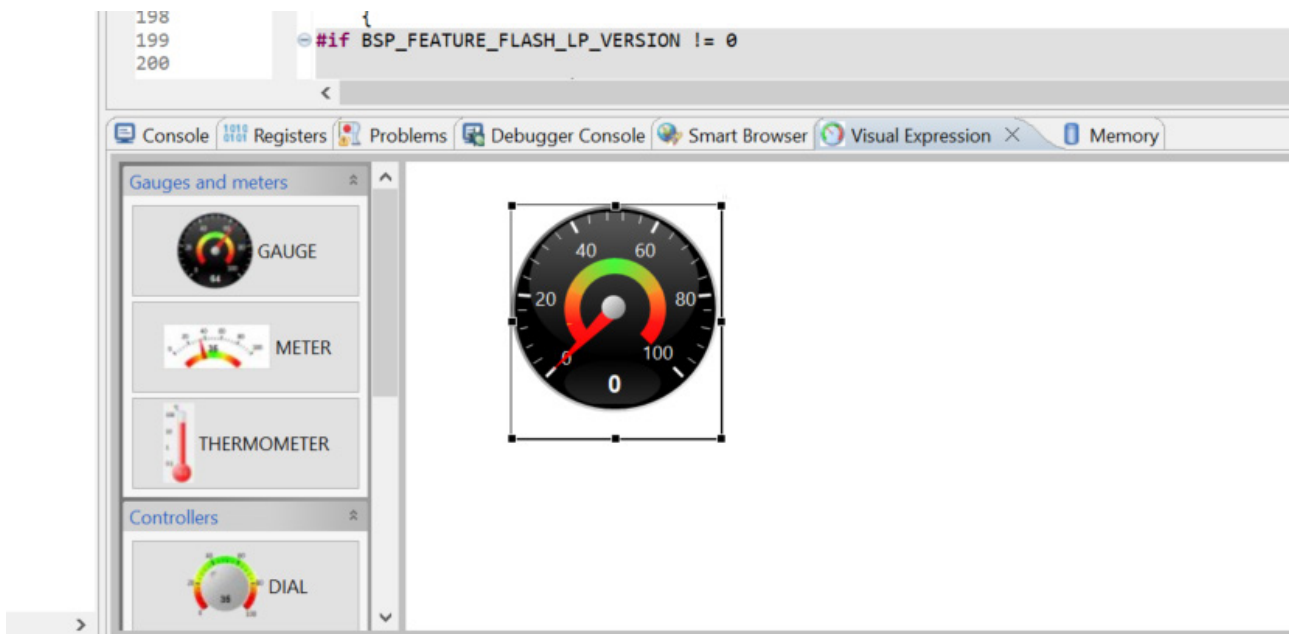 198 {
199 #if BSP_FEATURE_FLASH_LP_VERSION != 0
200
Console Registers Problems Debugger Console Smart Browser Visual Expression Memory
Gauges and meters
GAUGE
METER
THERMOMETER
Controllers
DIAL
40 60
20 80
0 100
0